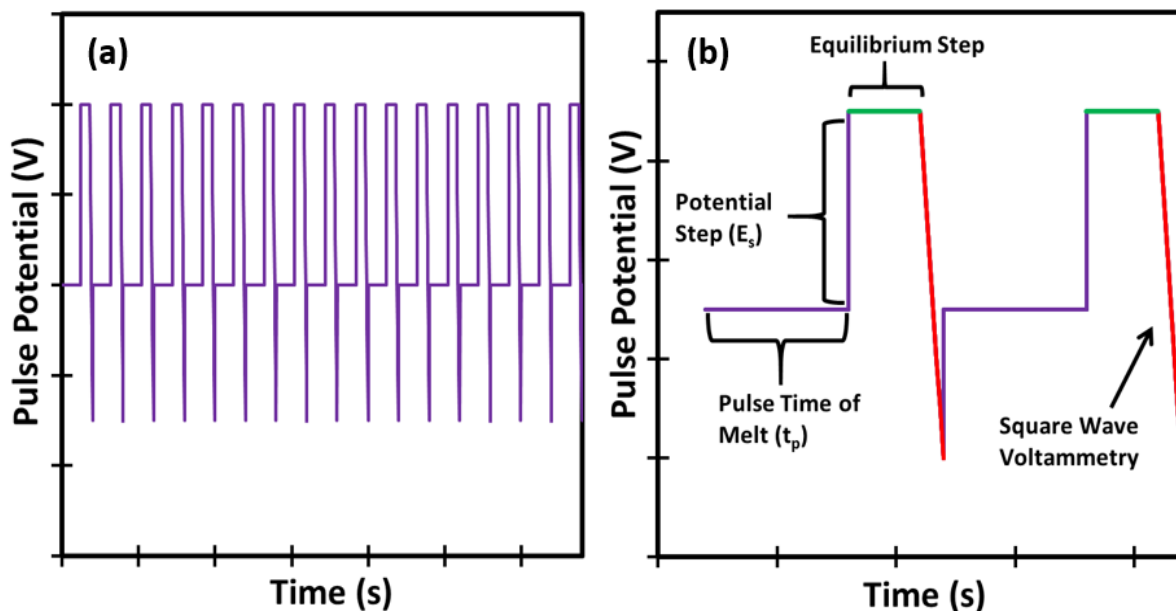 (a)
Pulse Potential (V)
Time (s)
(b)
Equilibrium Step
Potential
Step (Eₛ)
Pulse Time of
Melt (tₚ)
Square Wave
Voltammetry
Pulse Potential (V)
Time (s)